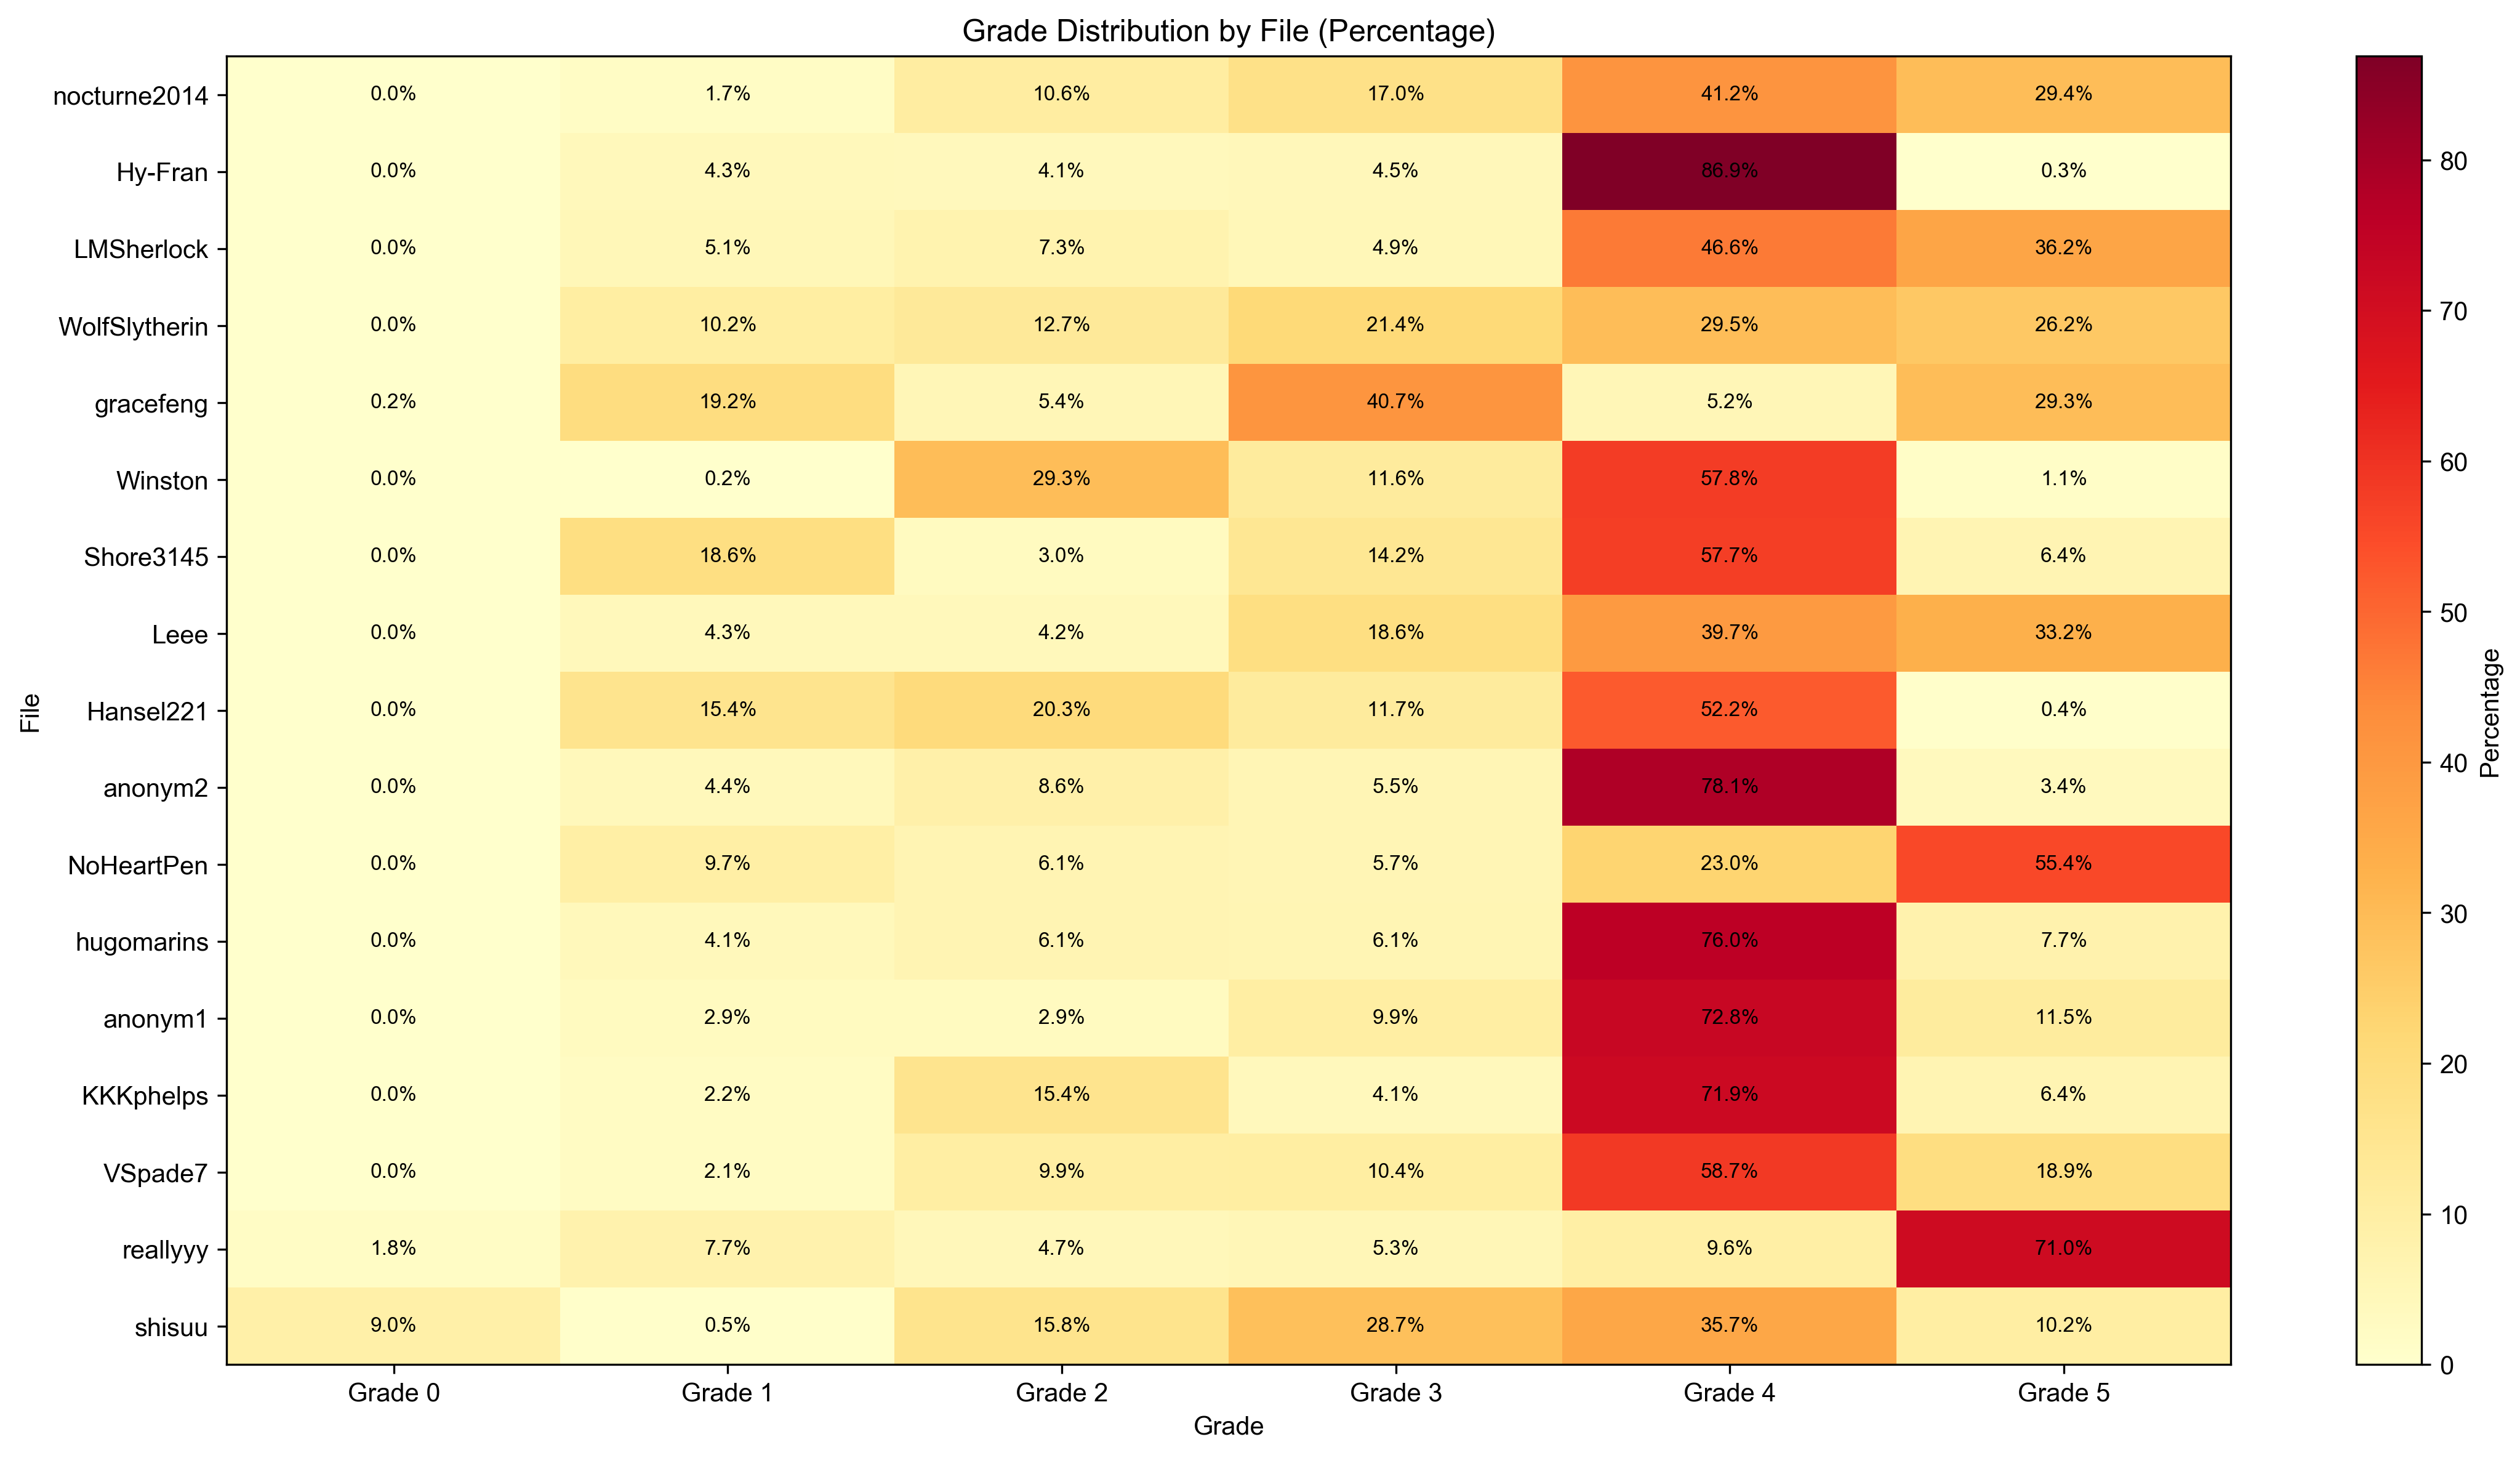 Grade Distribution by File (Percentage)
nocturne2014 0.0% 1.7% 10.6% 17.0% 41.2% 29.4%
Hy-Fran 0.0% 4.3% 4.1% 4.5% 86.9% 0.3%
LMSherlock 0.0% 5.1% 7.3% 4.9% 46.6% 36.2%
WolfSlytherin 0.0% 10.2% 12.7% 21.4% 29.5% 26.2%
gracefeng 0.2% 19.2% 5.4% 40.7% 5.2% 29.3%
Winston 0.0% 0.2% 29.3% 11.6% 57.8% 1.1%
Shore3145 0.0% 18.6% 3.0% 14.2% 57.7% 6.4%
Leee 0.0% 4.3% 4.2% 18.6% 39.7% 33.2%
Hansel221 0.0% 15.4% 20.3% 11.7% 52.2% 0.4%
anonym2 0.0% 4.4% 8.6% 5.5% 78.1% 3.4%
NoHeartPen 0.0% 9.7% 6.1% 5.7% 23.0% 55.4%
hugomarins 0.0% 4.1% 6.1% 6.1% 76.0% 7.7%
anonym1 0.0% 2.9% 2.9% 9.9% 72.8% 11.5%
KKKphelps 0.0% 2.2% 15.4% 4.1% 71.9% 6.4%
VSpade7 0.0% 2.1% 9.9% 10.4% 58.7% 18.9%
reallyyy 1.8% 7.7% 4.7% 5.3% 9.6% 71.0%
shisuu 9.0% 0.5% 15.8% 28.7% 35.7% 10.2%
Grade 0 Grade 1 Grade 2 Grade 3 Grade 4 Grade 5
Grade
File
80
70
60
50
40
30
20
10
0
Percentage